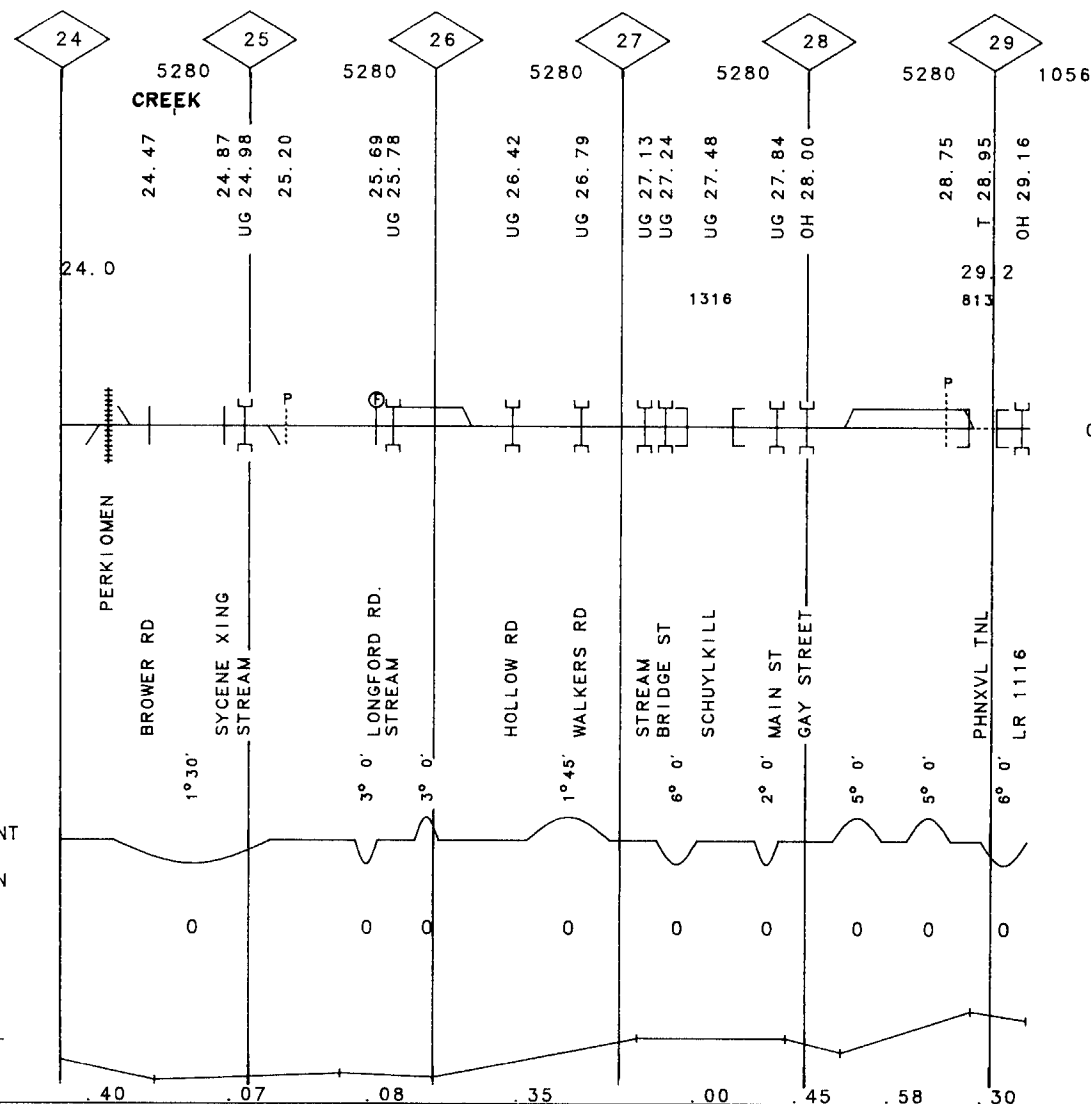 24 25 26 27 28 29
5280 5280 5280 5280 5280 1056
CREEK
24.47
24.87
UG 24.98
25.20
25.69
UG 25.78
UG 26.42
UG 26.79
UG 27.13
UG 27.24
UG 27.48
UG 27.84
OH 28.00
28.75
T 28.95
OH 29.16
24.0 29.2
1316 813
P F P
PERKIOMEN
BROWER RD
SYCENE XING
STREAM
LONGFORD RD.
STREAM
HOLLOW RD
WALKERS RD
STREAM
BRIDGE ST
SCHUYLKILL
MAIN ST
GAY STREET
PHNXVL TNL
LR 1116
1° 30' 3° 0' 3° 0' 1° 45' 6° 0' 2° 0' 5° 0' 5° 0' 6° 0'
NT
N
0 0 0 0 0 0 0 0 0
.40 .07 .08 .35 .00 .45 .58 .30